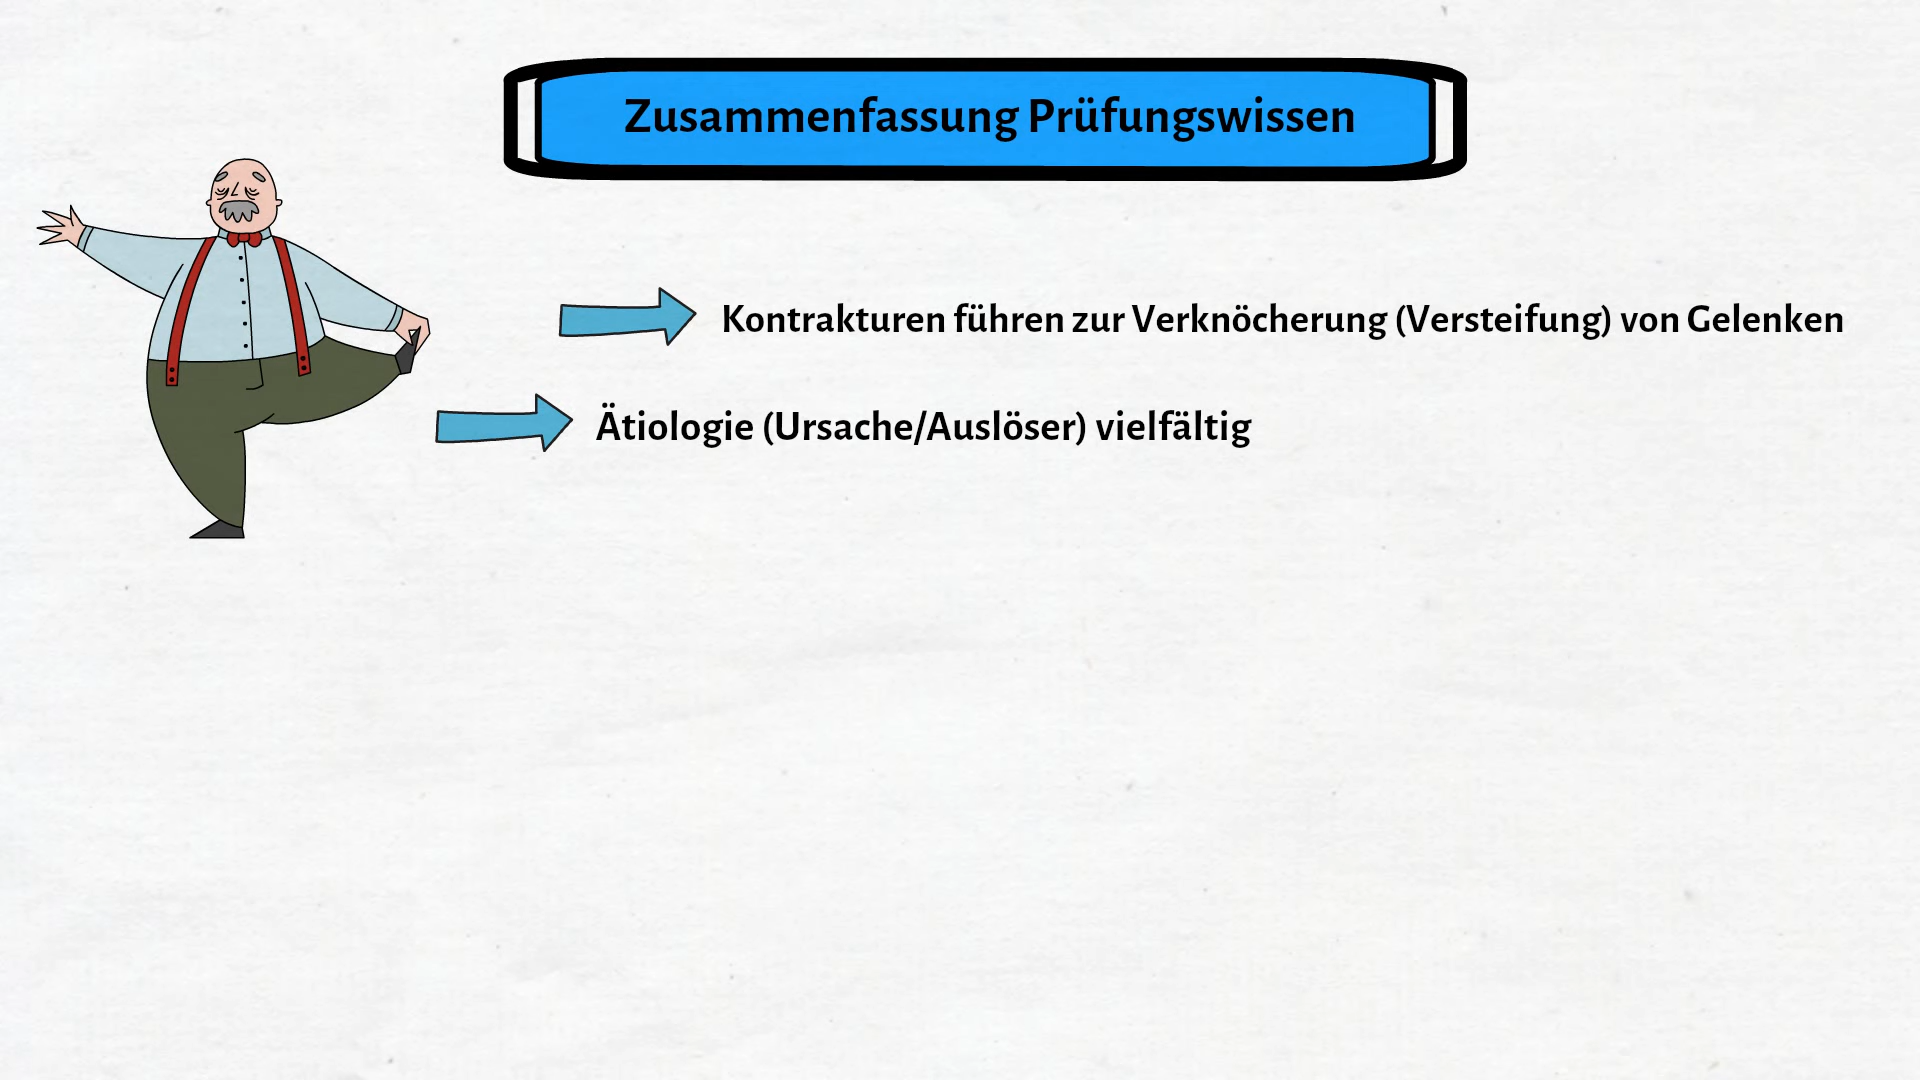 Zusammenfassung Prüfungswissen
Kontrakturen führen zur Verknöcherung (Versteifung) von Gelenken
Ätiologie (Ursache/Auslöser) vielfältig